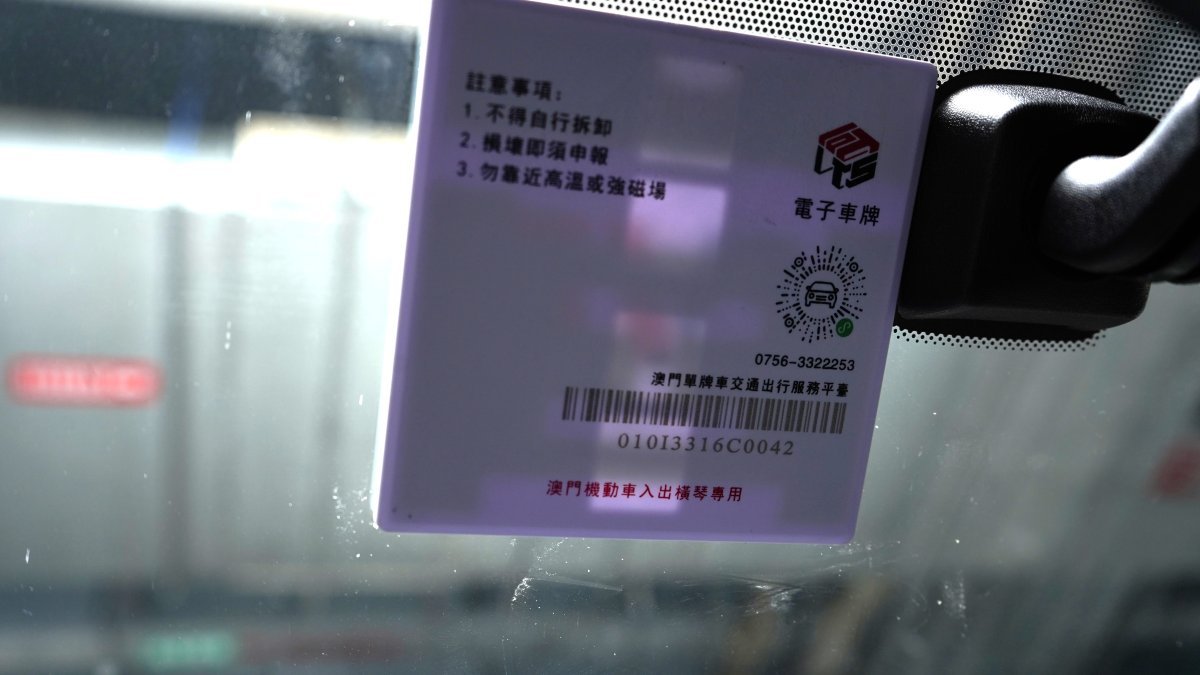 註意事項：
1. 不得自行拆卸
2. 損壞即須申報
3. 勿靠近高溫或強磁場
電子車牌
0756-3322253
澳門單牌車交通出行服務平臺
010I3316C0042
澳門機動車入出橫琴專用